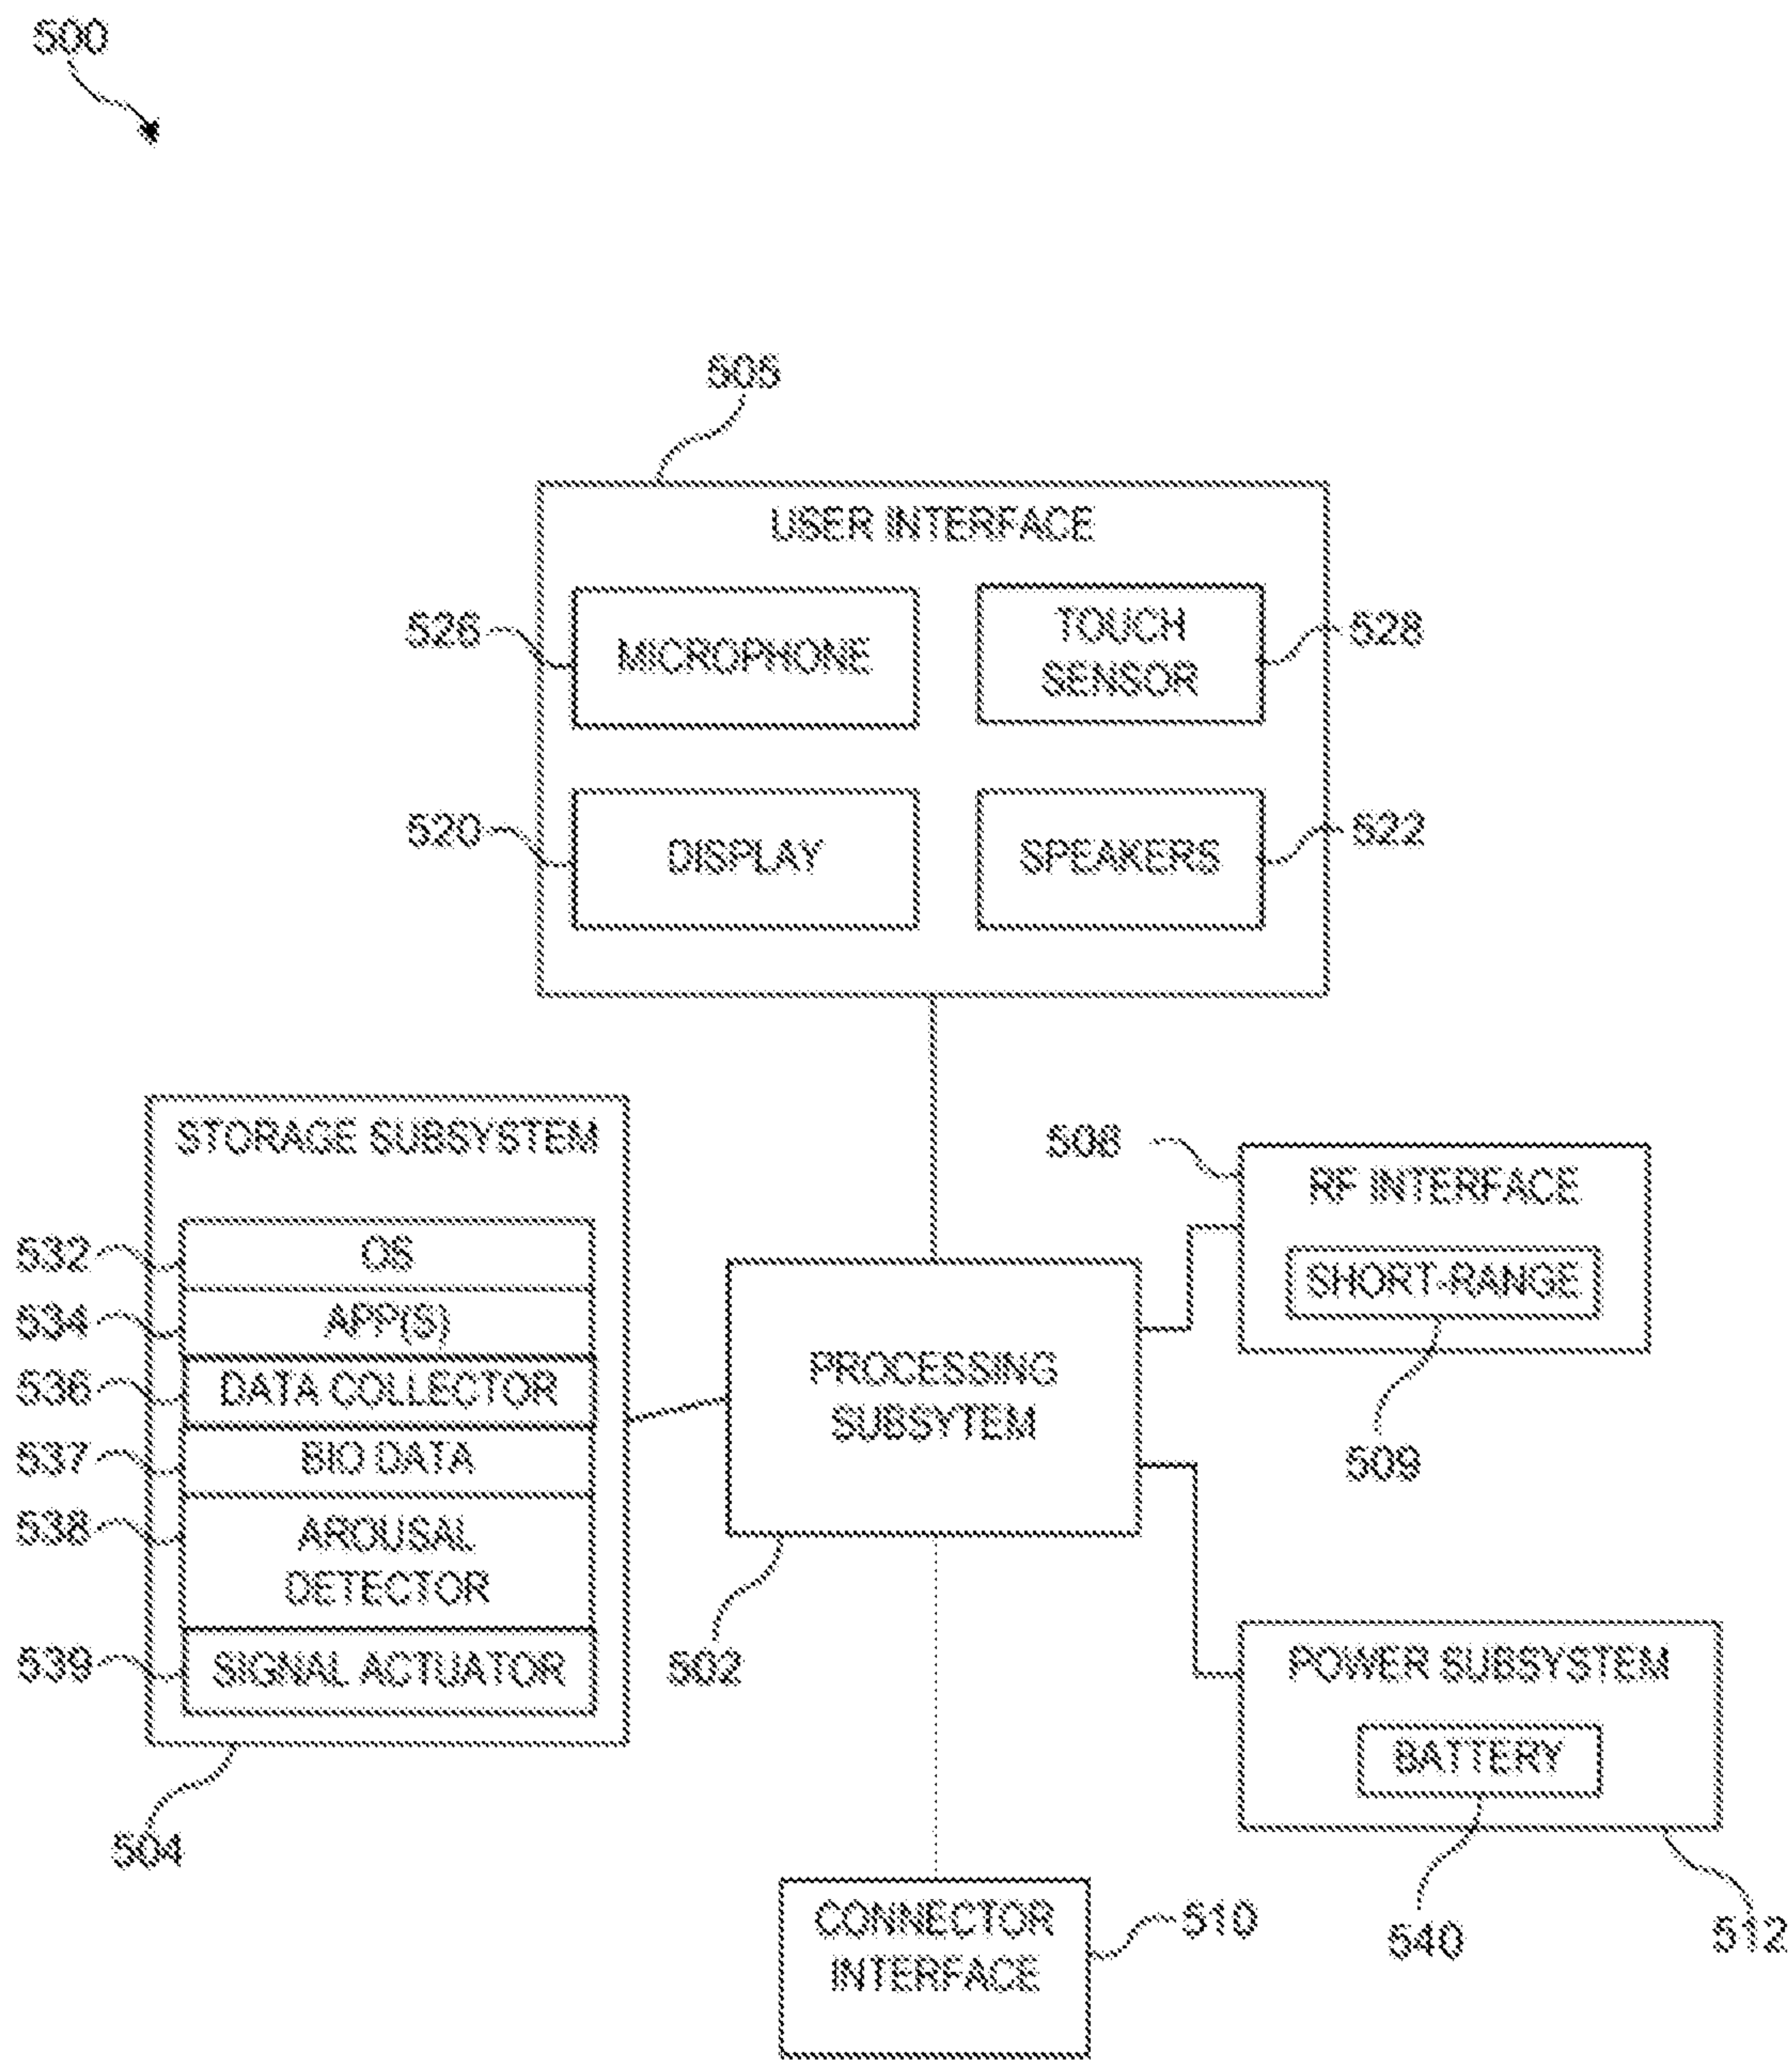 500
505
USER INTERFACE
526
MICROPHONE
TOUCH
SENSOR
528
520
DISPLAY
SPEAKERS
522
STORAGE SUBSYSTEM
532
OS
534
APP(S)
536
DATA COLLECTOR
537
BIO DATA
538
AROUSAL
DETECTOR
539
SIGNAL ACTUATOR
504
PROCESSING
SUBSYTEM
502
506
RF INTERFACE
SHORT-RANGE
509
POWER SUBSYSTEM
BATTERY
540
512
CONNECTOR
INTERFACE
510